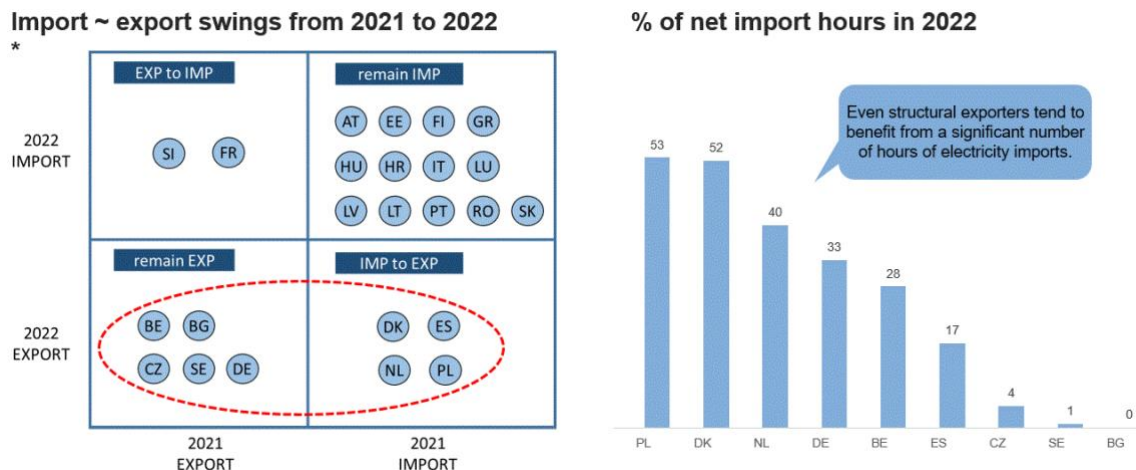 Import ~ export swings from 2021 to 2022
*
EXP to IMP
remain IMP
2022
IMPORT
SI FR
AT EE FI GR
HU HR IT LU
LV LT PT RO SK
remain EXP
IMP to EXP
2022
EXPORT
BE BG
DK ES
CZ SE DE
NL PL
2021
EXPORT
2021
IMPORT
% of net import hours in 2022
Even structural exporters tend to
benefit from a significant number
of hours of electricity imports.
53 52 40 33 28 17 4 1 0
PL DK NL DE BE ES CZ SE BG